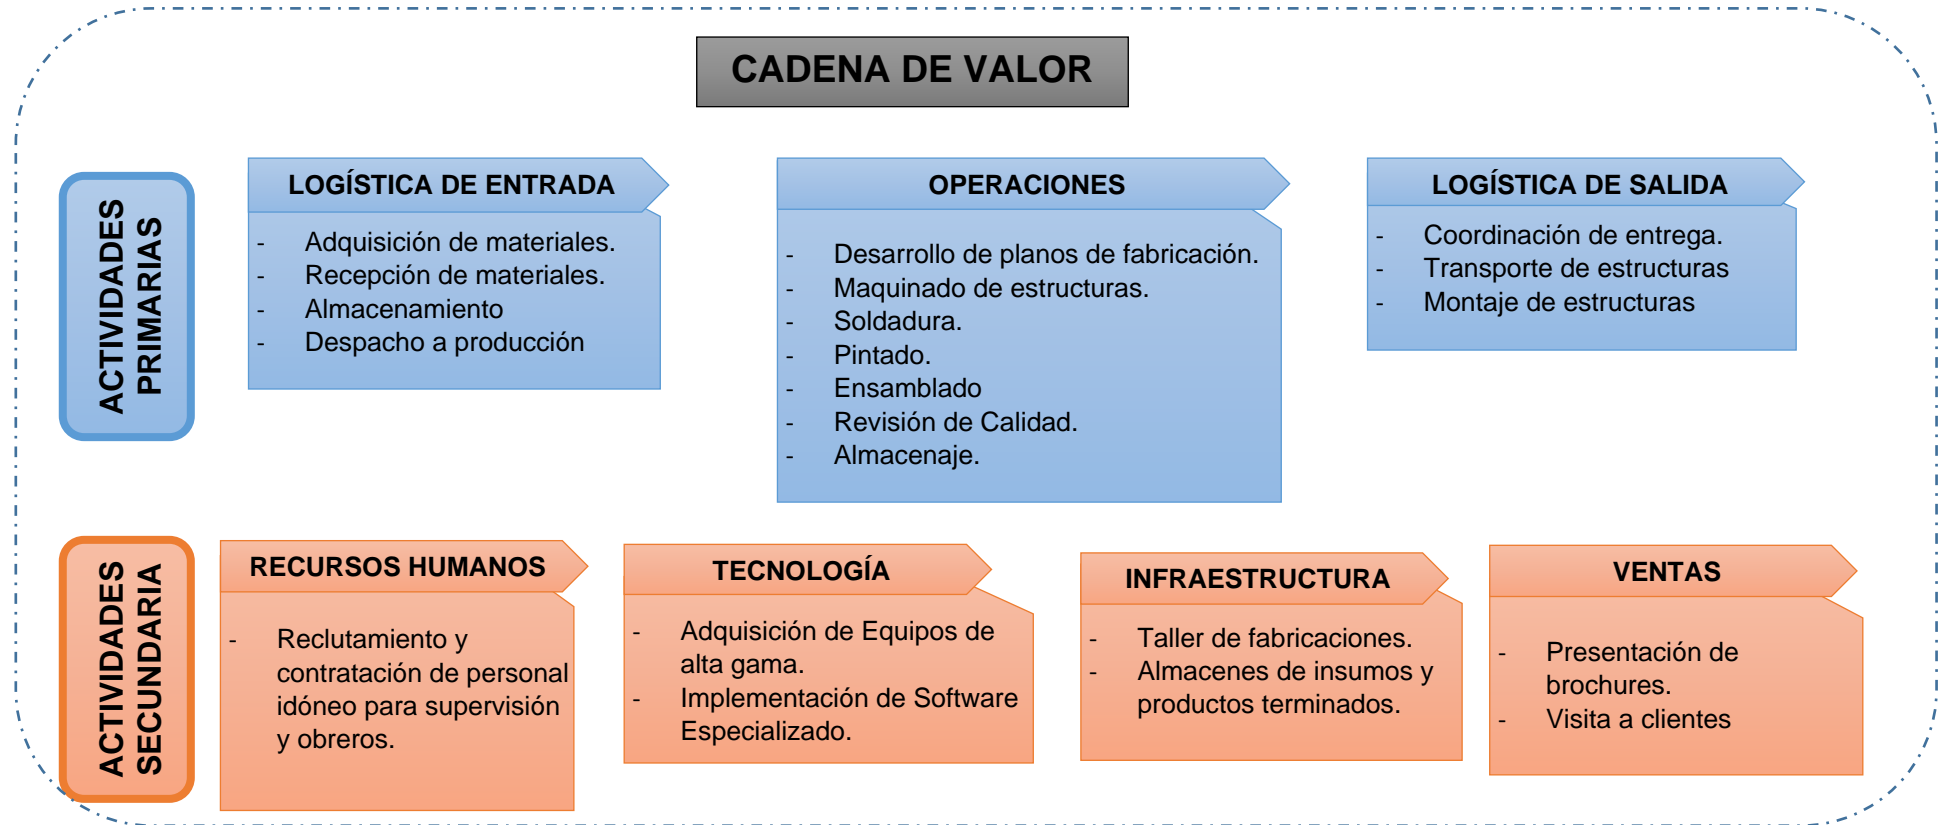 CADENA DE VALOR
ACTIVIDADES
PRIMARIAS
LOGÍSTICA DE ENTRADA
- Adquisición de materiales.
- Recepción de materiales.
- Almacenamiento
- Despacho a producción
OPERACIONES
- Desarrollo de planos de fabricación.
- Maquinado de estructuras.
- Soldadura.
- Pintado.
- Ensamblado
- Revisión de Calidad.
- Almacenaje.
LOGÍSTICA DE SALIDA
- Coordinación de entrega.
- Transporte de estructuras
- Montaje de estructuras
ACTIVIDADES
SECUNDARIA
RECURSOS HUMANOS
- Reclutamiento y
contratación de personal
idóneo para supervisión
y obreros.
TECNOLOGÍA
- Adquisición de Equipos de
alta gama.
- Implementación de Software
Especializado.
INFRAESTRUCTURA
- Taller de fabricaciones.
- Almacenes de insumos y
productos terminados.
VENTAS
- Presentación de
brochures.
- Visita a clientes